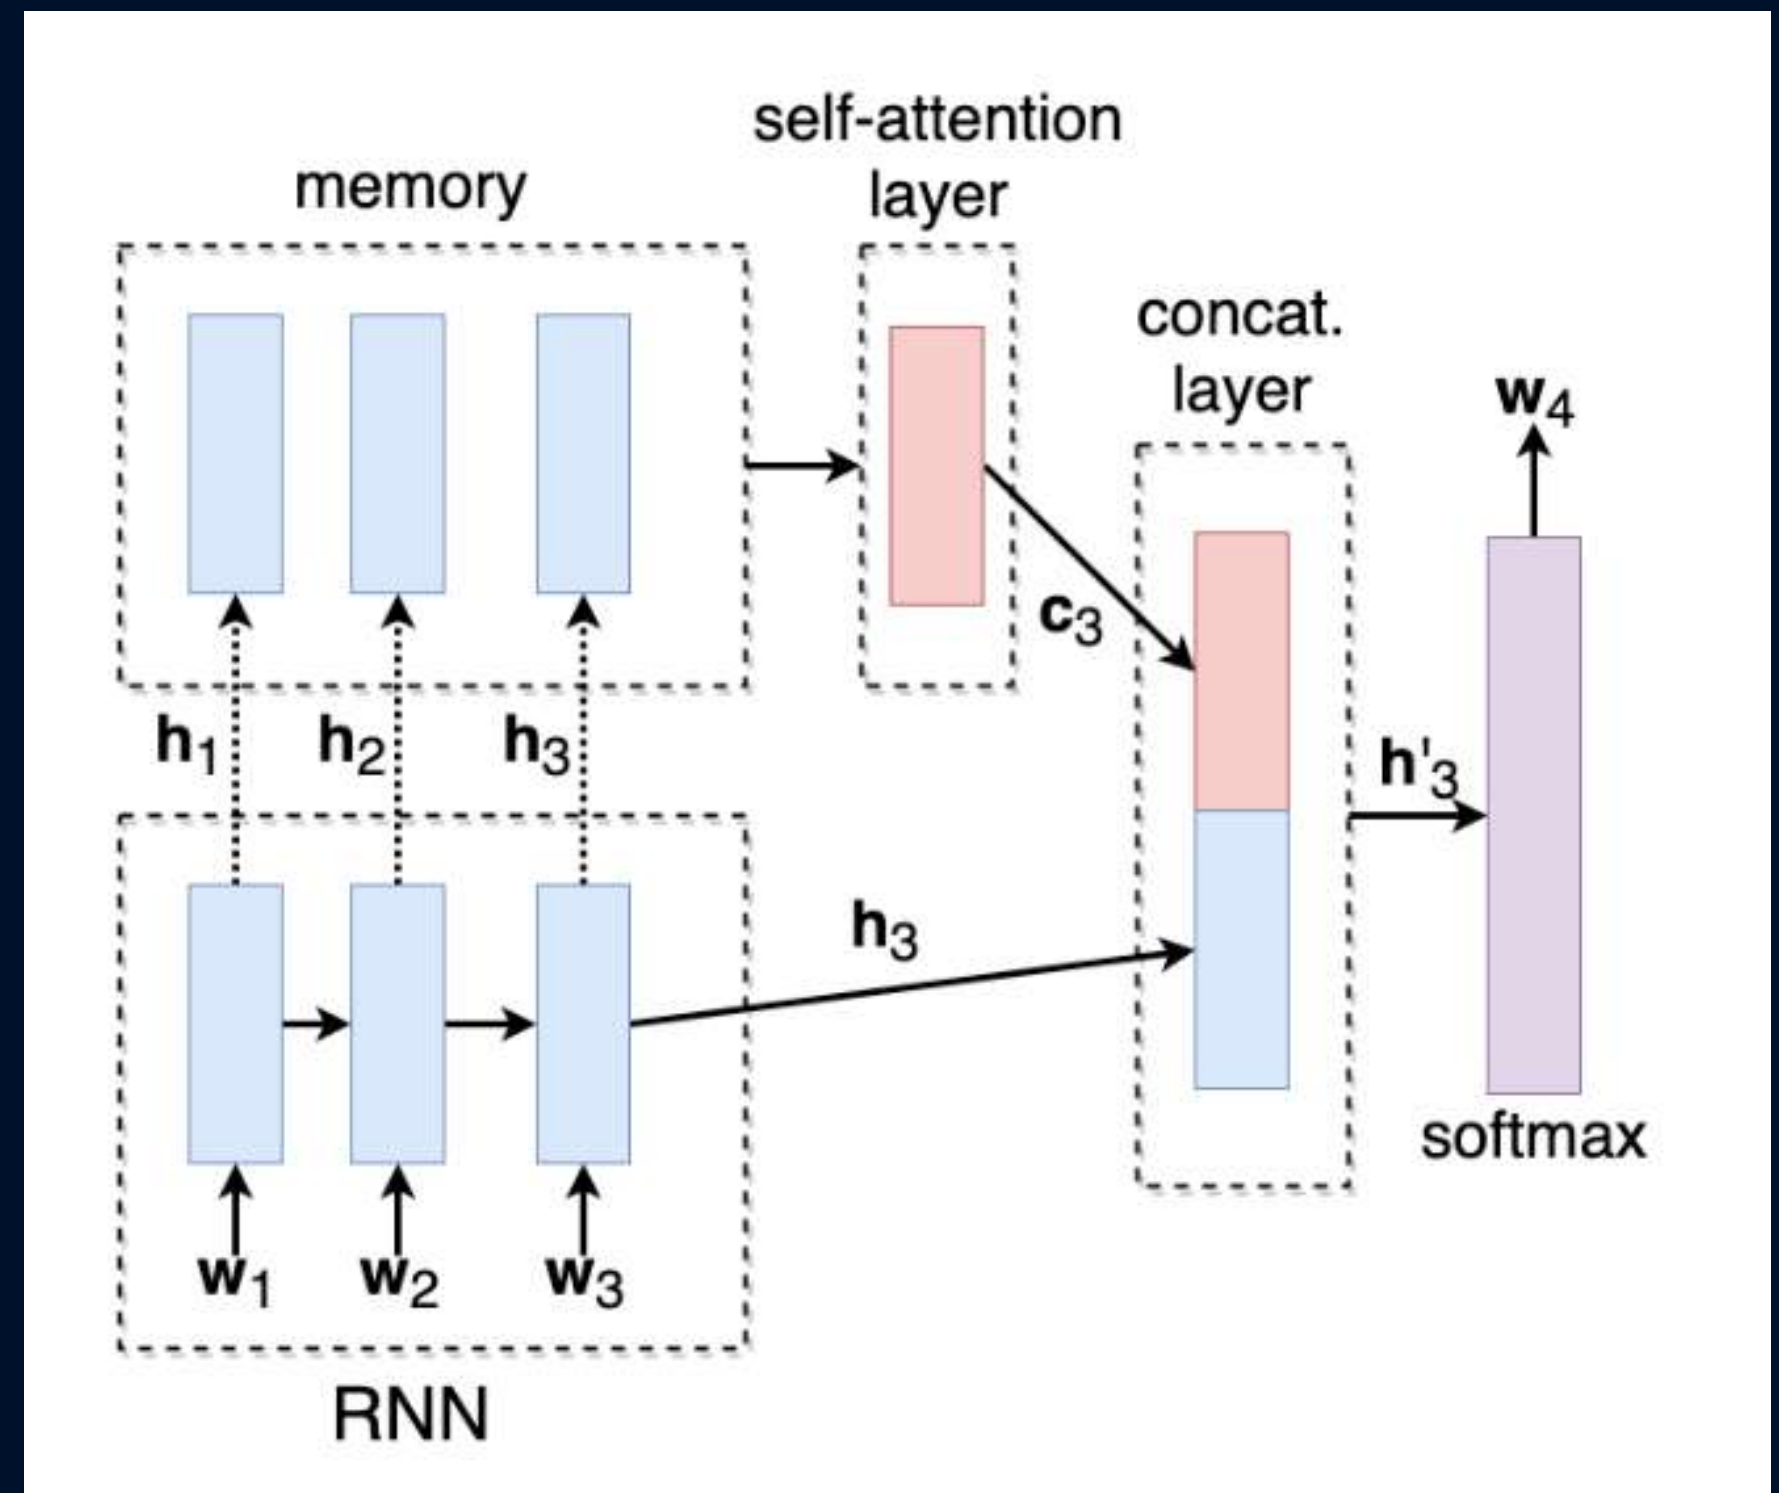 self-attention
layer
memory
concat.
layer
w4
c3
h1
h2
h3
h'3
h3
softmax
w1
w2
w3
RNN